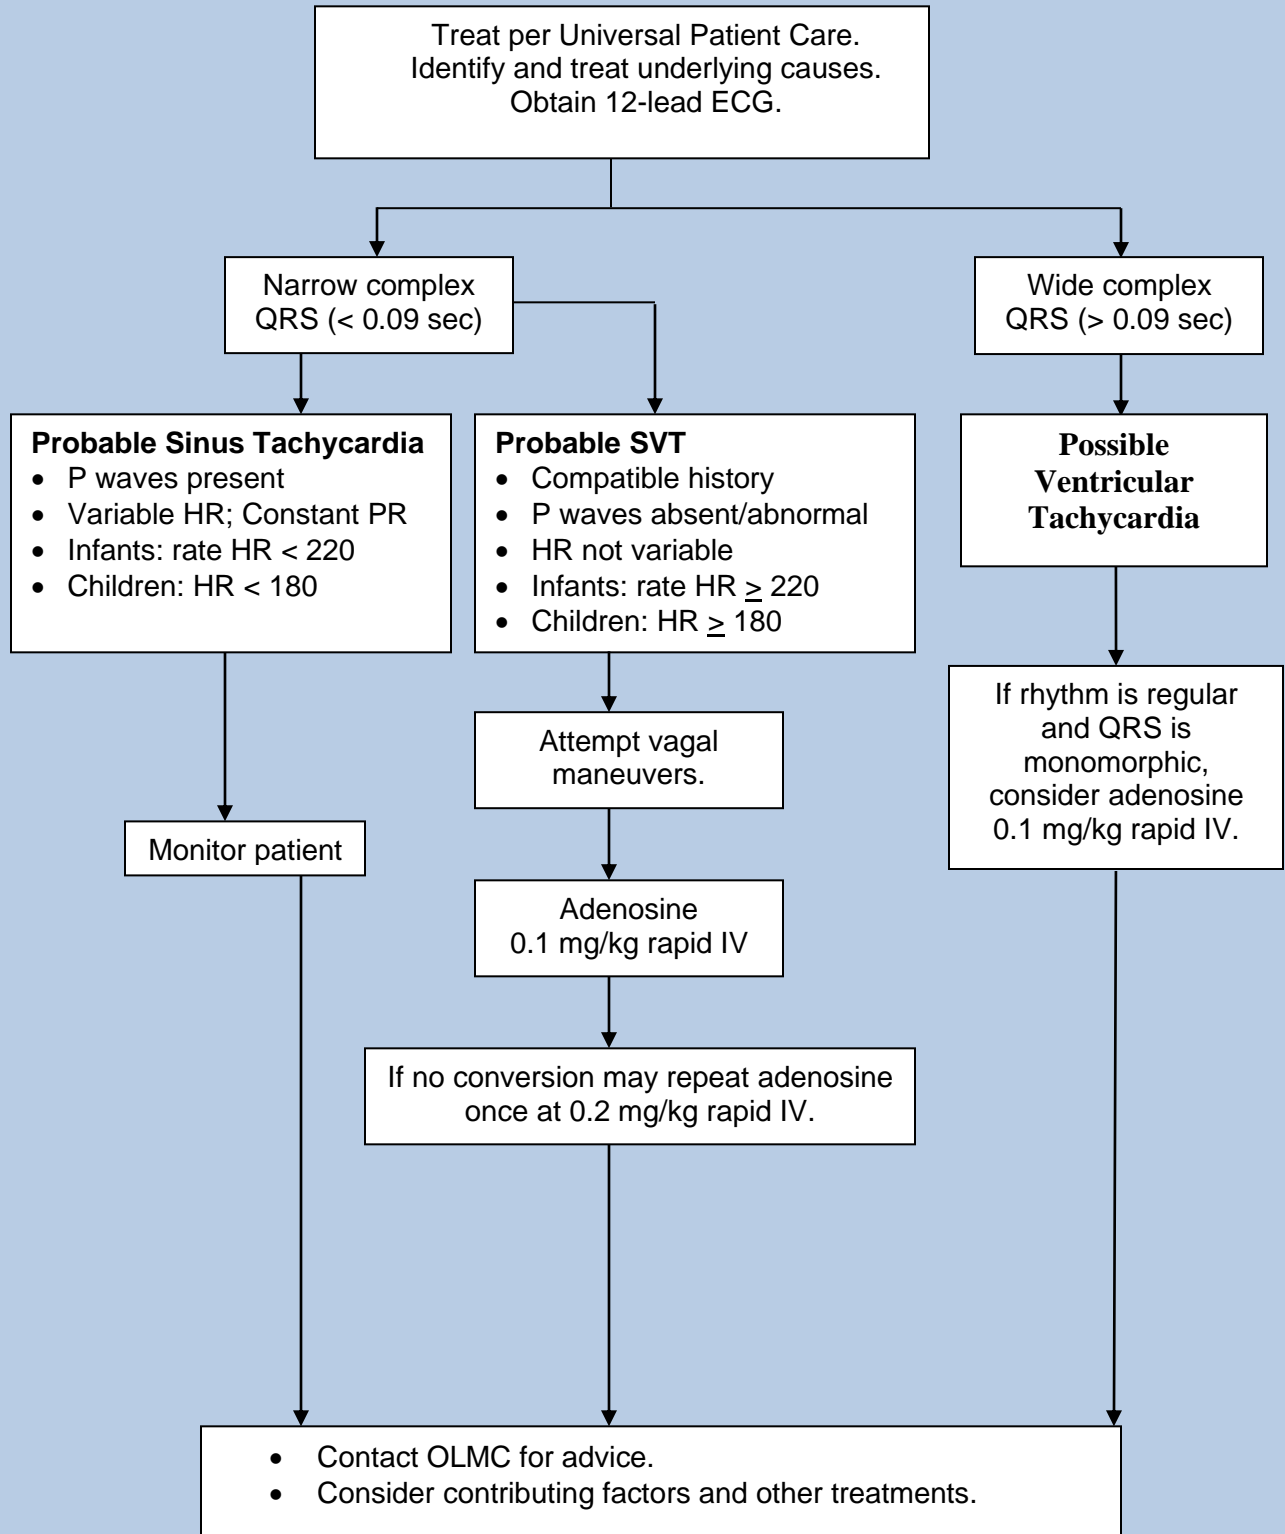 Treat per Universal Patient Care.
Identify and treat underlying causes.
Obtain 12-lead ECG.
Narrow complex
QRS (< 0.09 sec)
Wide complex
QRS (> 0.09 sec)
Probable Sinus Tachycardia
• P waves present
• Variable HR; Constant PR
• Infants: rate HR < 220
• Children: HR < 180
Probable SVT
• Compatible history
• P waves absent/abnormal
• HR not variable
• Infants: rate HR ≥ 220
• Children: HR ≥ 180
Possible
Ventricular
Tachycardia
Attempt vagal
maneuvers.
If rhythm is regular
and QRS is
monomorphic,
consider adenosine
0.1 mg/kg rapid IV.
Monitor patient
Adenosine
0.1 mg/kg rapid IV
If no conversion may repeat adenosine
once at 0.2 mg/kg rapid IV.
• Contact OLMC for advice.
• Consider contributing factors and other treatments.